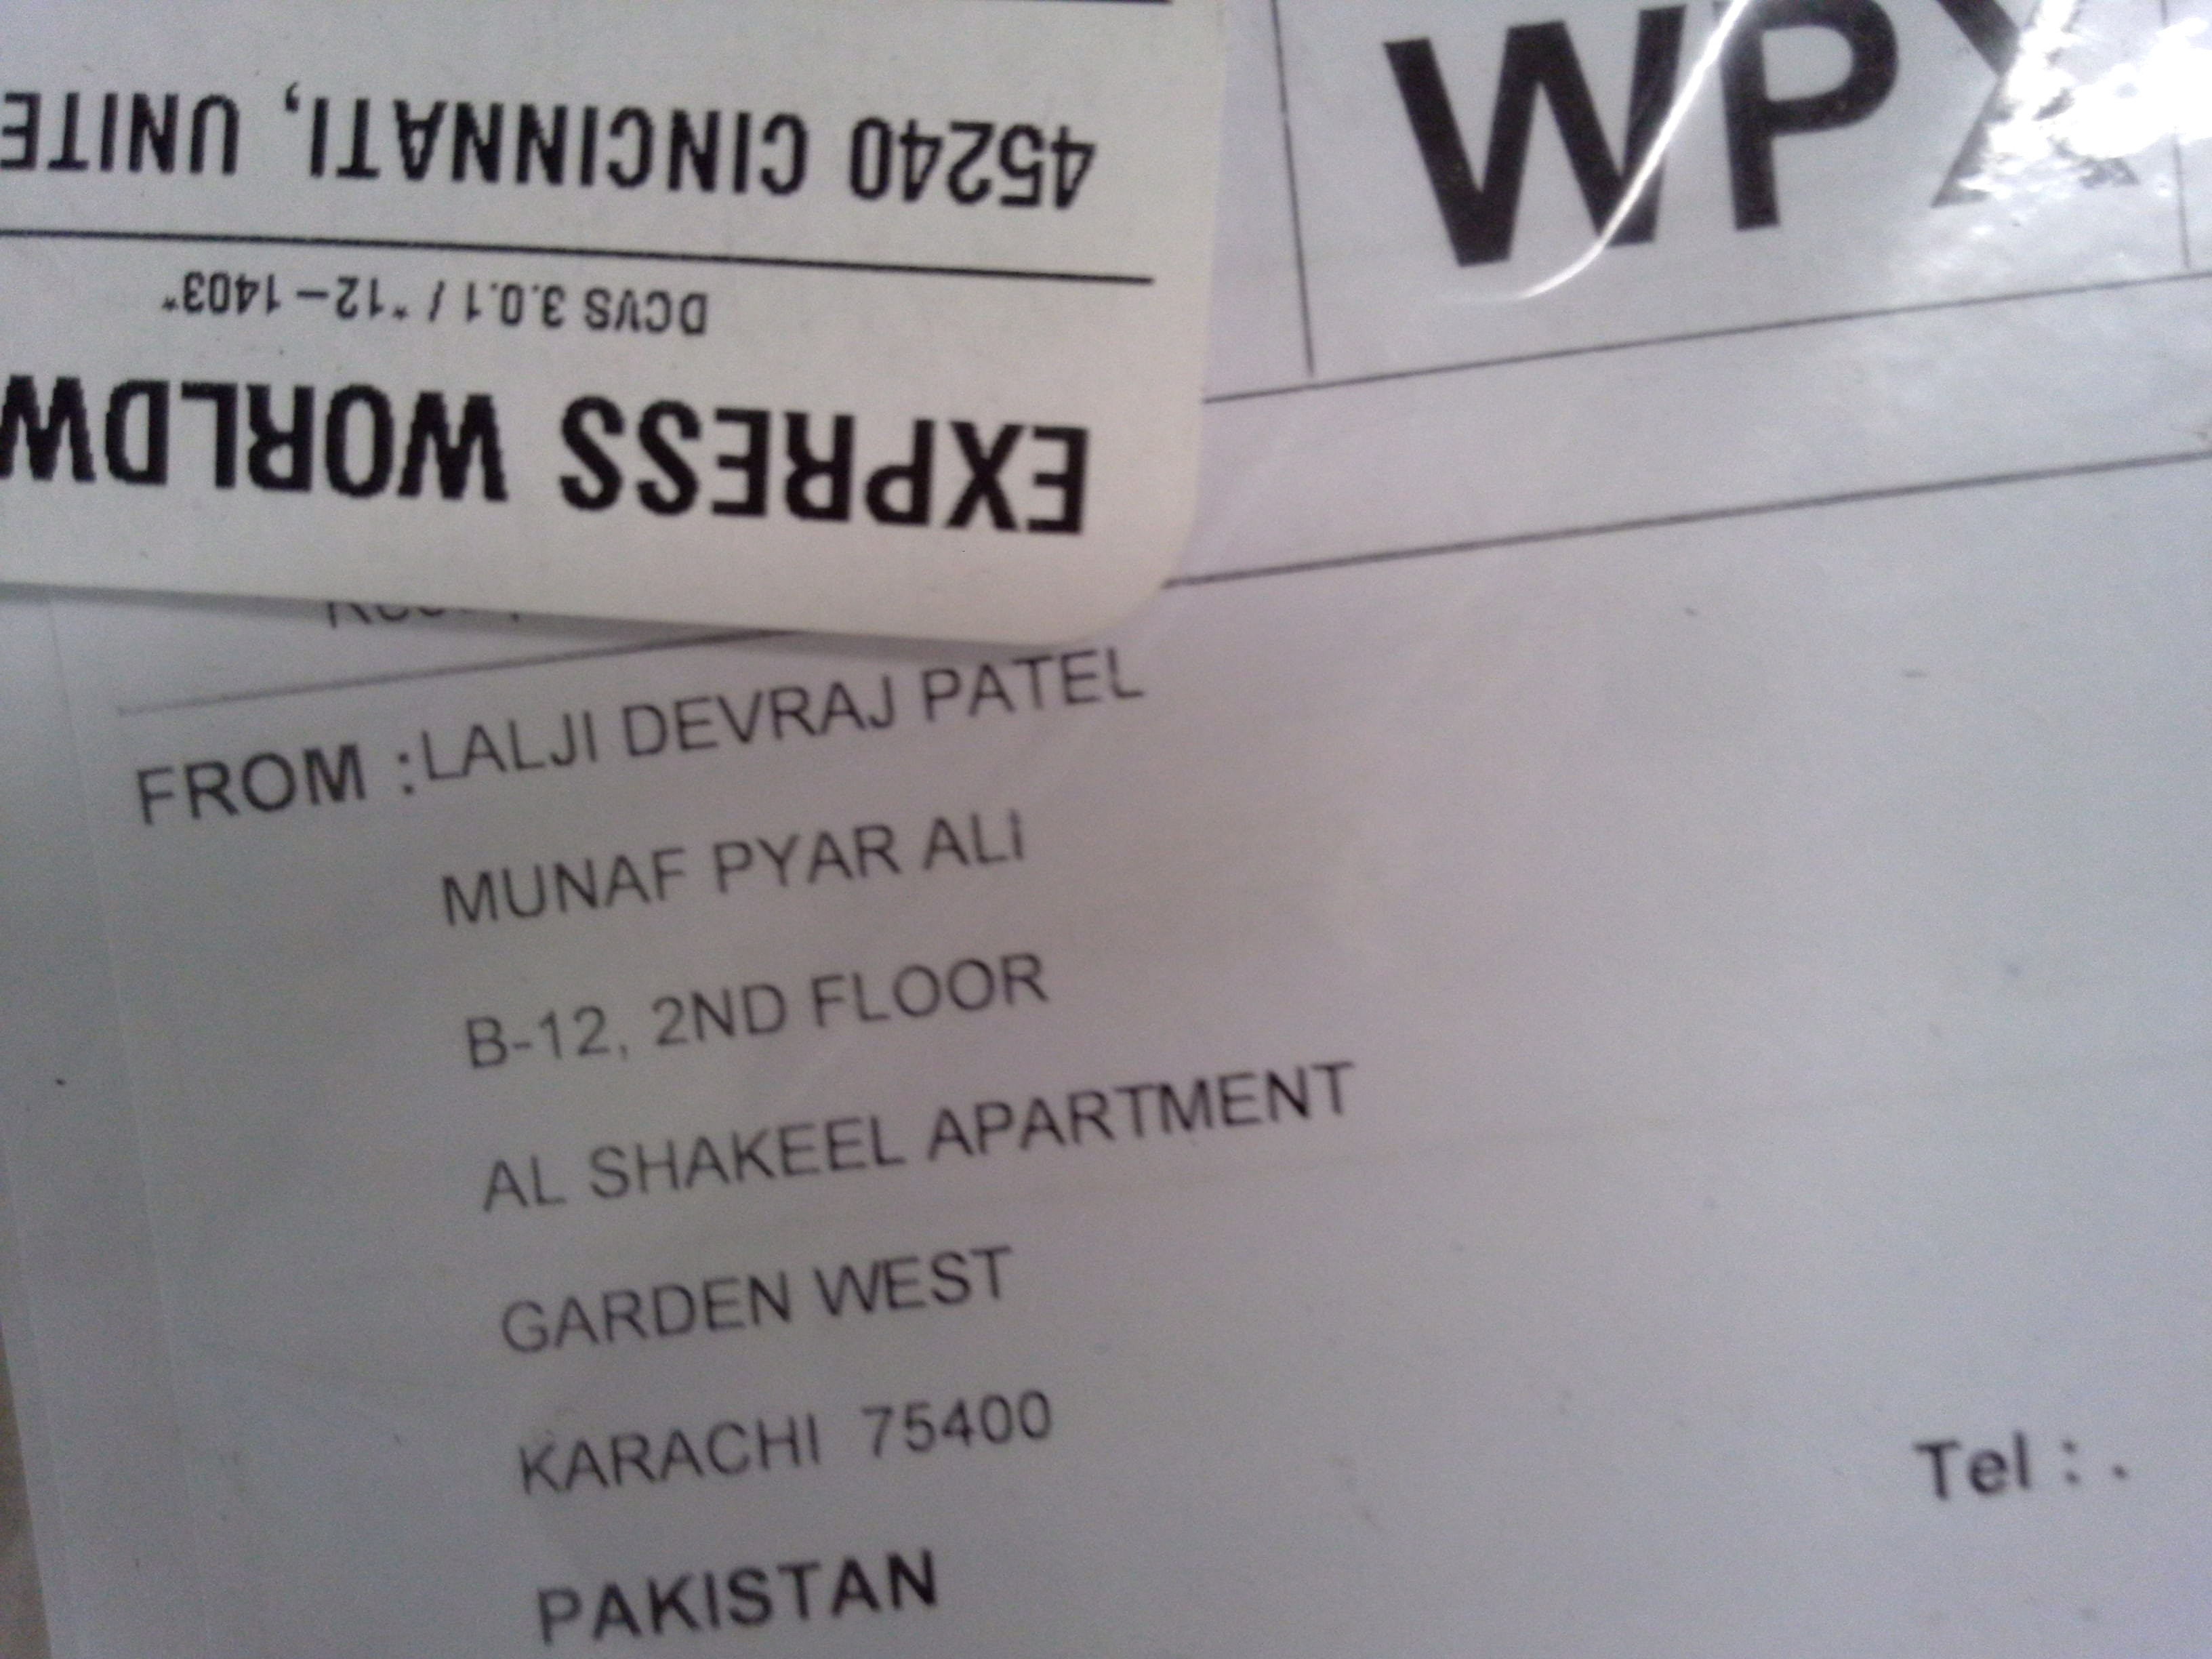 WPX
45240 CINCINNATI, UNITE
DCVS 3.0.1 / *12-1403*
EXPRESS WORLDW
FROM : LALJI DEVRAJ PATEL
MUNAF PYAR ALI
B-12, 2ND FLOOR
AL SHAKEEL APARTMENT
GARDEN WEST
KARACHI 75400
Tel : .
PAKISTAN